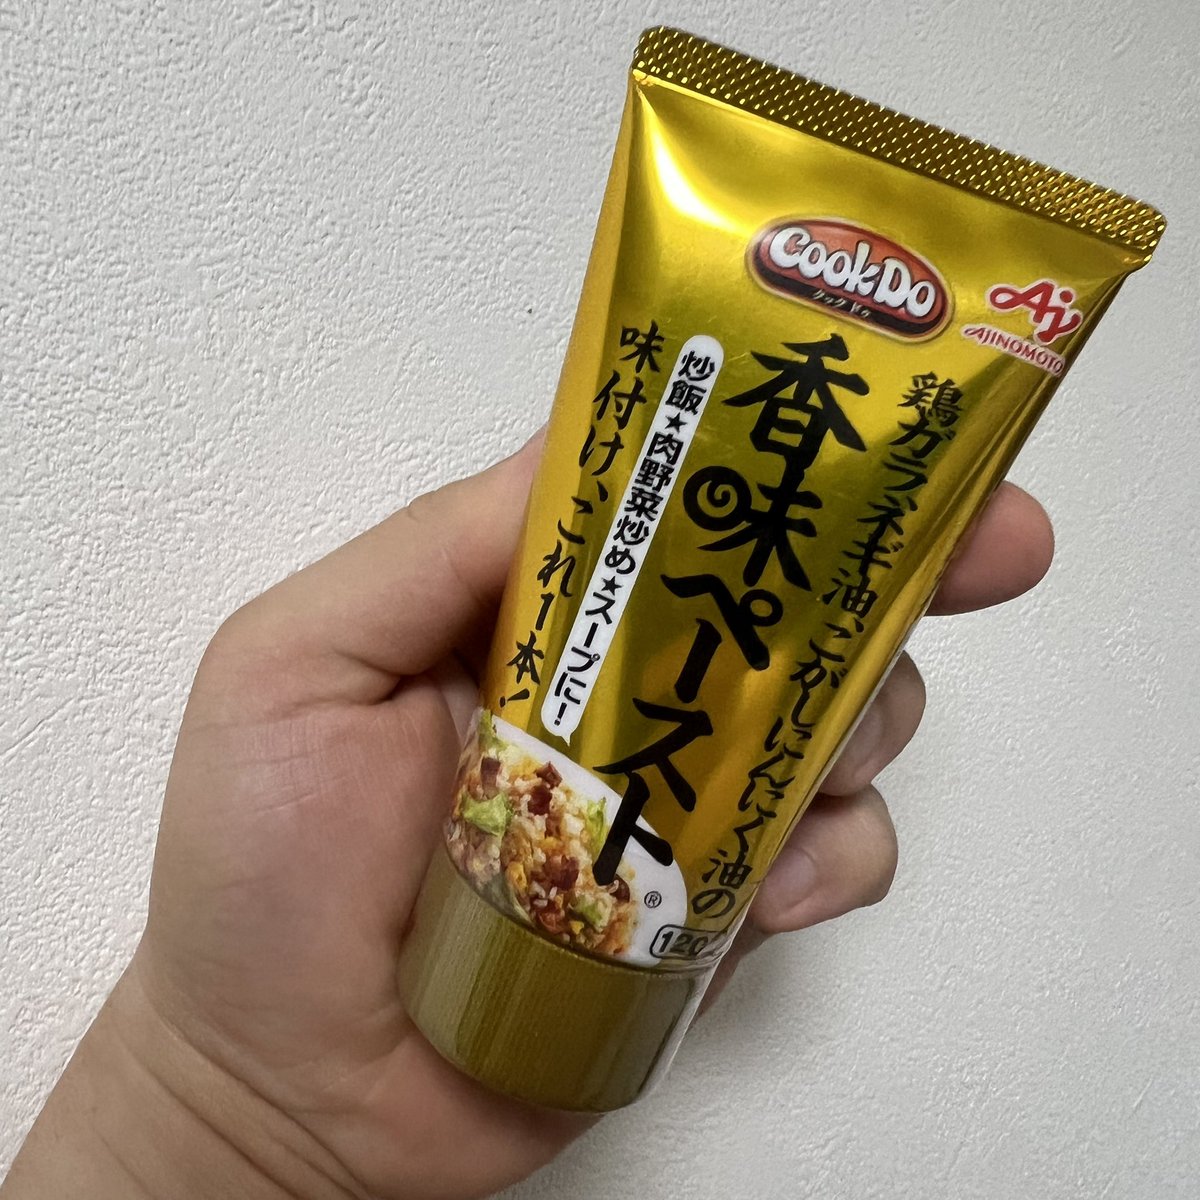 CookDo
クックドゥ
AJINOMOTO
鶏ガラ、ネギ油、こがしにんにく油の
香味ペースト
®
炒飯★肉野菜炒め★スープに!
味付け、これ1本!